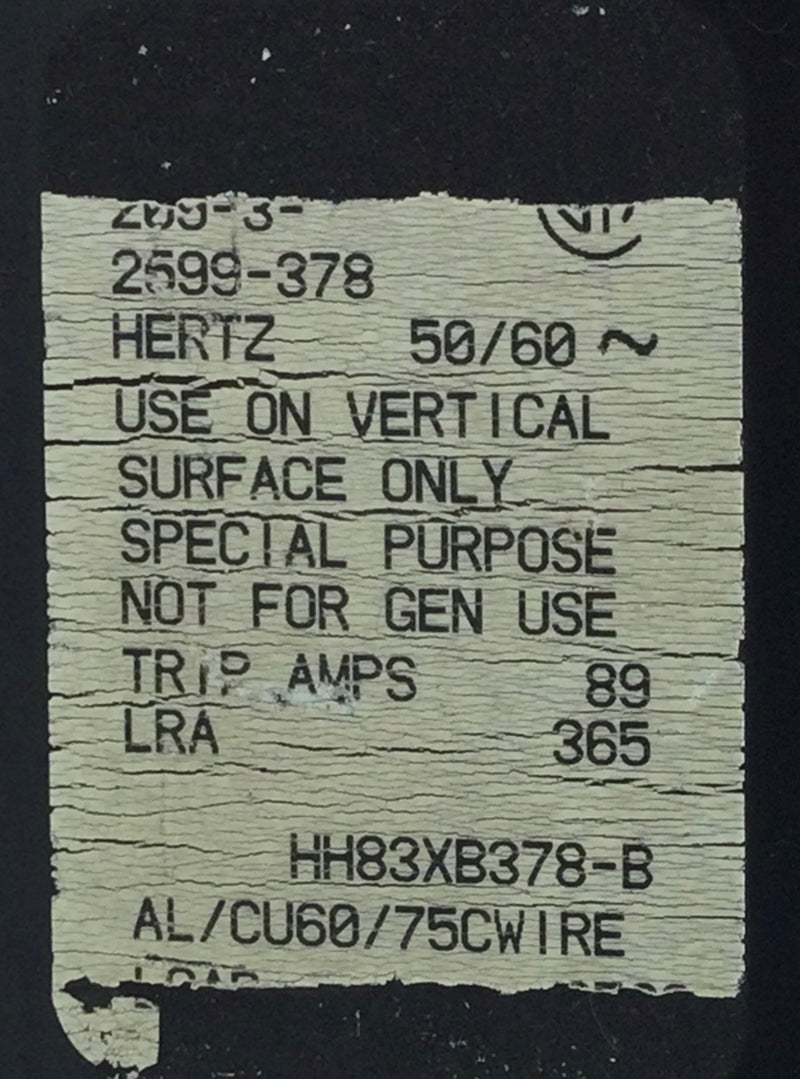 2699-378
HERTZ 50/60 ~
USE ON VERTICAL
SURFACE ONLY
SPECIAL PURPOSE
NOT FOR GEN USE
TRIP AMPS 89
LRA 365
HH83XB378-B
AL/CU60/75CWIRE